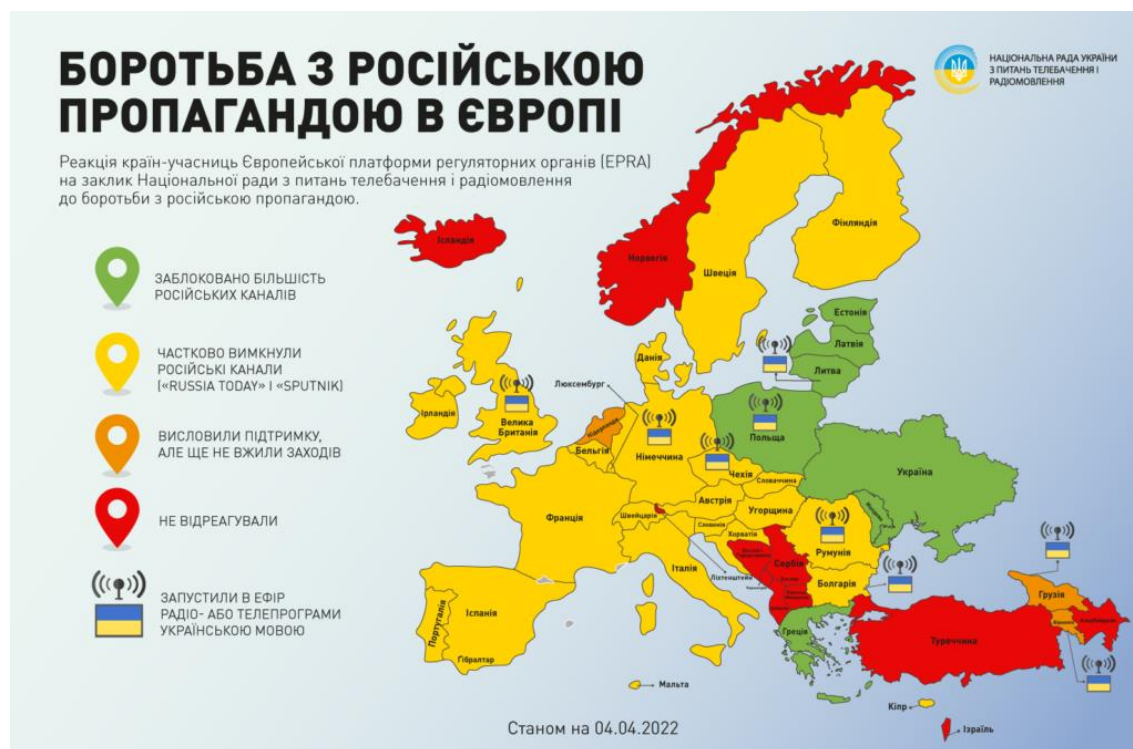 БОРОТЬБА З РОСІЙСЬКОЮ
ПРОПАГАНДОЮ В ЄВРОПІ
Реакція країн-учасниць Європейської платформи регуляторних органів (EPRA)
на заклик Національної ради з питань телебачення і радіомовлення
до боротьби з російською пропагандою.
НАЦІОНАЛЬНА РАДА УКРАЇНИ
З ПИТАНЬ ТЕЛЕБАЧЕННЯ І
РАДІОМОВЛЕННЯ
ЗАБЛОКОВАНО БІЛЬШІСТЬ
РОСІЙСЬКИХ КАНАЛІВ
ЧАСТКОВО ВИМКНУЛИ
РОСІЙСЬКІ КАНАЛИ
(«RUSSIA TODAY» І «SPUTNIK)
ВИСЛОВИЛИ ПІДТРИМКУ,
АЛЕ ЩЕ НЕ ВЖИЛИ ЗАХОДІВ
НЕ ВІДРЕАГУВАЛИ
ЗАПУСТИЛИ В ЕФІР
РАДІО- АБО ТЕЛЕПРОГРАМИ
УКРАЇНСЬКОЮ МОВОЮ
Ісландія
Норвегія
Швеція
Фінляндія
Естонія
Латвія
Литва
Данія
Люксембург
Ірландія
Велика
Британія
Нідерланди
Бельгія
Німеччина
Польща
Україна
Чехія
Словаччина
Австрія
Угорщина
Франція
Швейцарія
Словенія
Хорватія
Румунія
Італія
Ліхтенштейн
Сербія
Болгарія
Іспанія
Португалія
Гібралтар
Греція
Туреччина
Грузія
Азербайджан
Мальта
Кіпр
Ізраїль
Станом на 04.04.2022